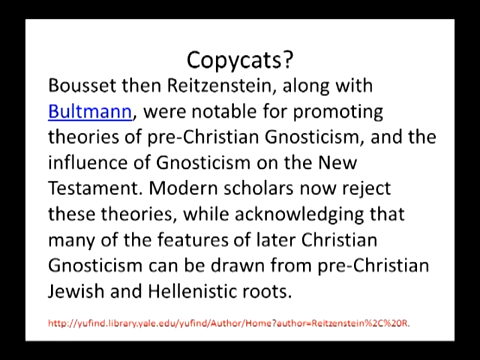 Copycats?
Bousset then Reitzenstein, along with
Bultmann, were notable for promoting
theories of pre-Christian Gnosticism, and the
influence of Gnosticism on the New
Testament. Modern scholars now reject
these theories, while acknowledging that
many of the features of later Christian
Gnosticism can be drawn from pre-Christian
Jewish and Hellenistic roots.
http://yufind.library.yale.edu/yufind/Author/Home?author=Reitzenstein%2C%20R.